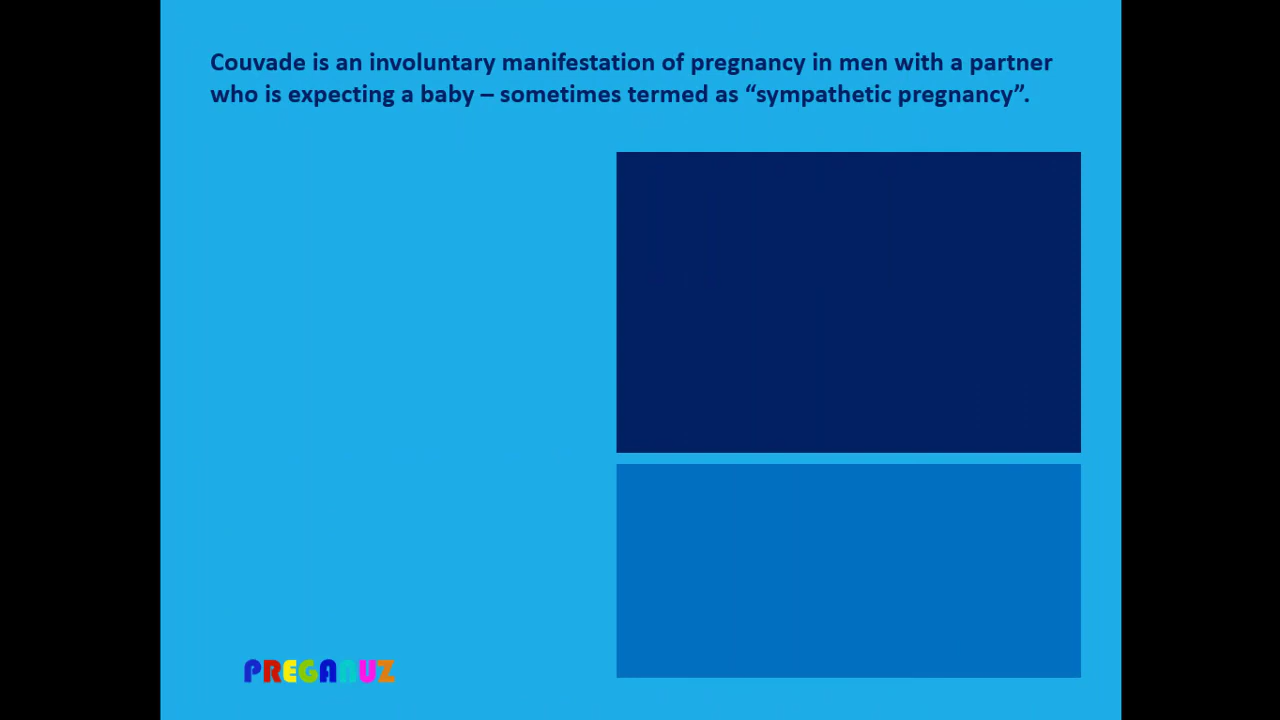 Couvade is an involuntary manifestation of pregnancy in men with a partner
who is expecting a baby – sometimes termed as “sympathetic pregnancy”.
PREGANUZ